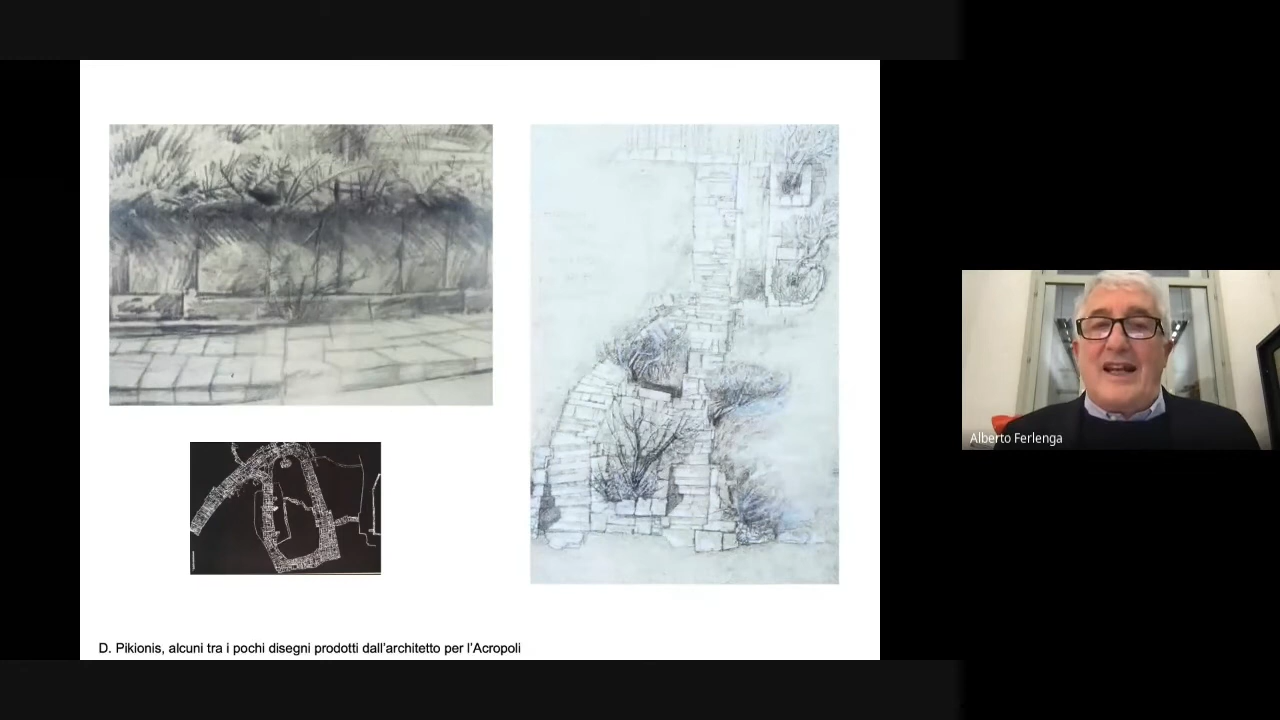 Alberto Ferlenga
D. Pikionis, alcuni tra i pochi disegni prodotti dall'architetto per l'Acropoli